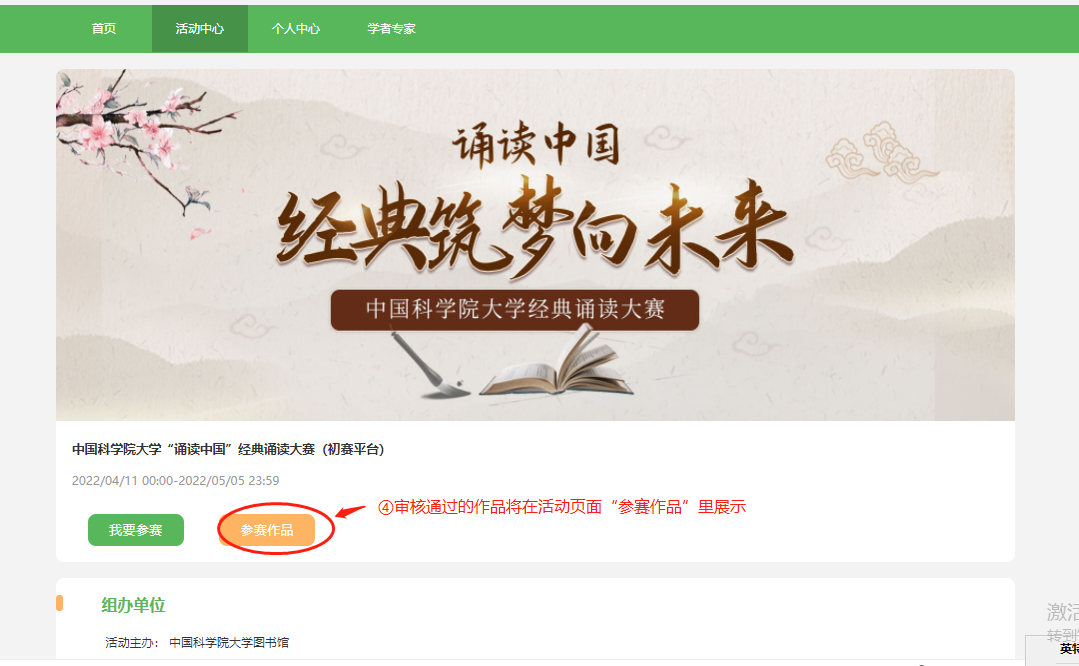 首页 活动中心 个人中心 学者专家
诵读中国
经典筑梦向未来
中国科学院大学经典诵读大赛
中国科学院大学“诵读中国”经典诵读大赛（初赛平台）
2022/04/11 00:00-2022/05/05 23:59
④审核通过的作品将在活动页面“参赛作品”里展示
我要参赛 参赛作品
组办单位
激活
转到
活动主办： 中国科学院大学图书馆
英特